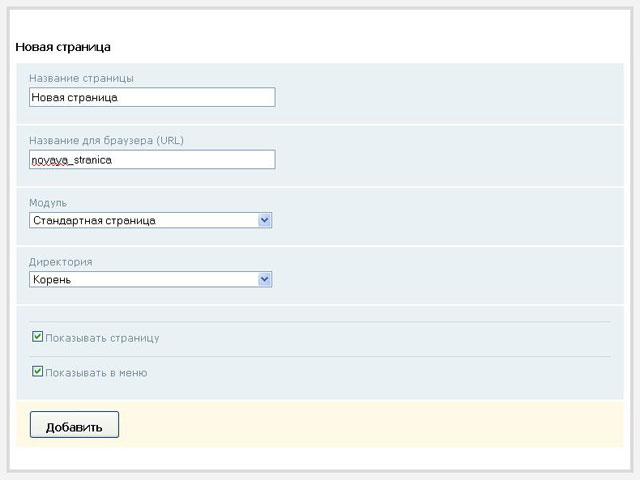 Новая страница
Название страницы
Новая страница
Название для браузера (URL)
novaya_stranica
Модуль
Стандартная страница
Директория
Корень
Показывать страницу
Показывать в меню
Добавить